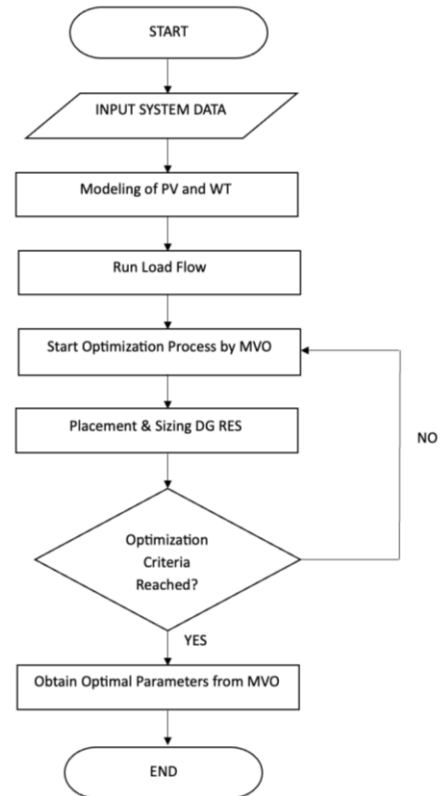 START
INPUT SYSTEM DATA
Modeling of PV and WT
Run Load Flow
Start Optimization Process by MVO
Placement & Sizing DG RES
NO
Optimization
Criteria
Reached?
YES
Obtain Optimal Parameters from MVO
END